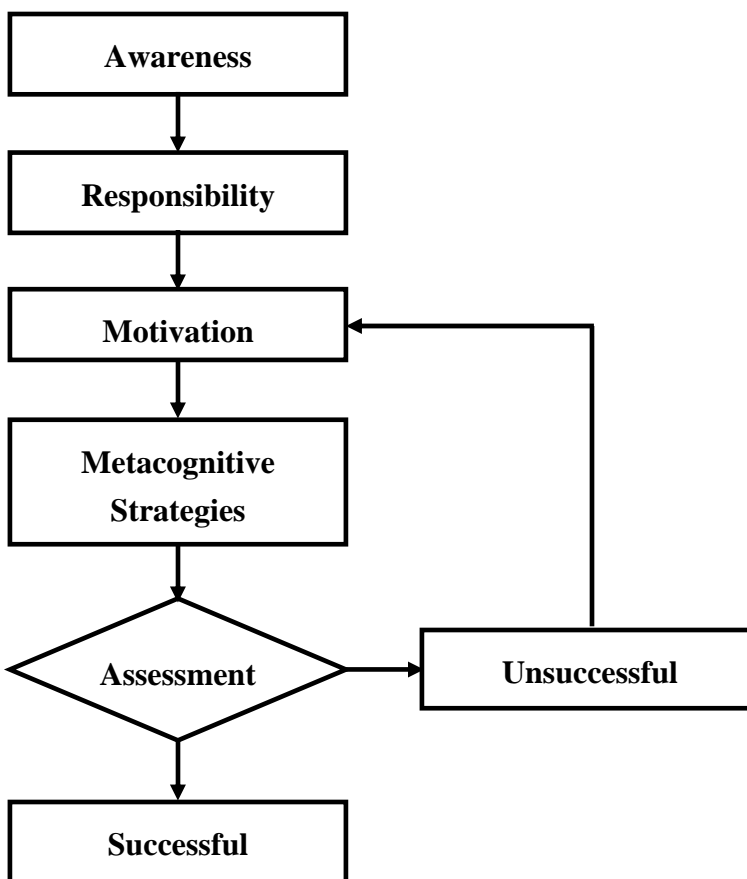 Awareness
Responsibility
Motivation
Metacognitive
Strategies
Assessment
Unsuccessful
Successful